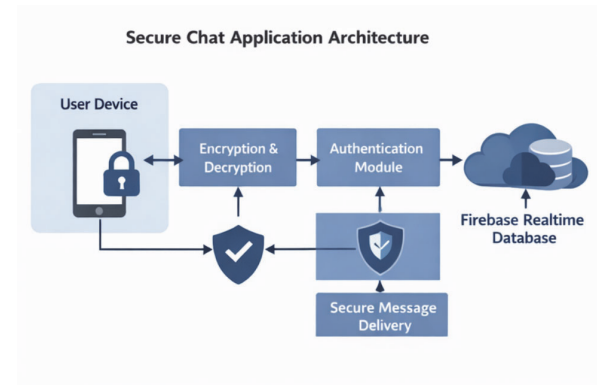 Secure Chat Application Architecture
User Device
Encryption &
Decryption
Authentication
Module
Firebase Realtime
Database
Secure Message
Delivery